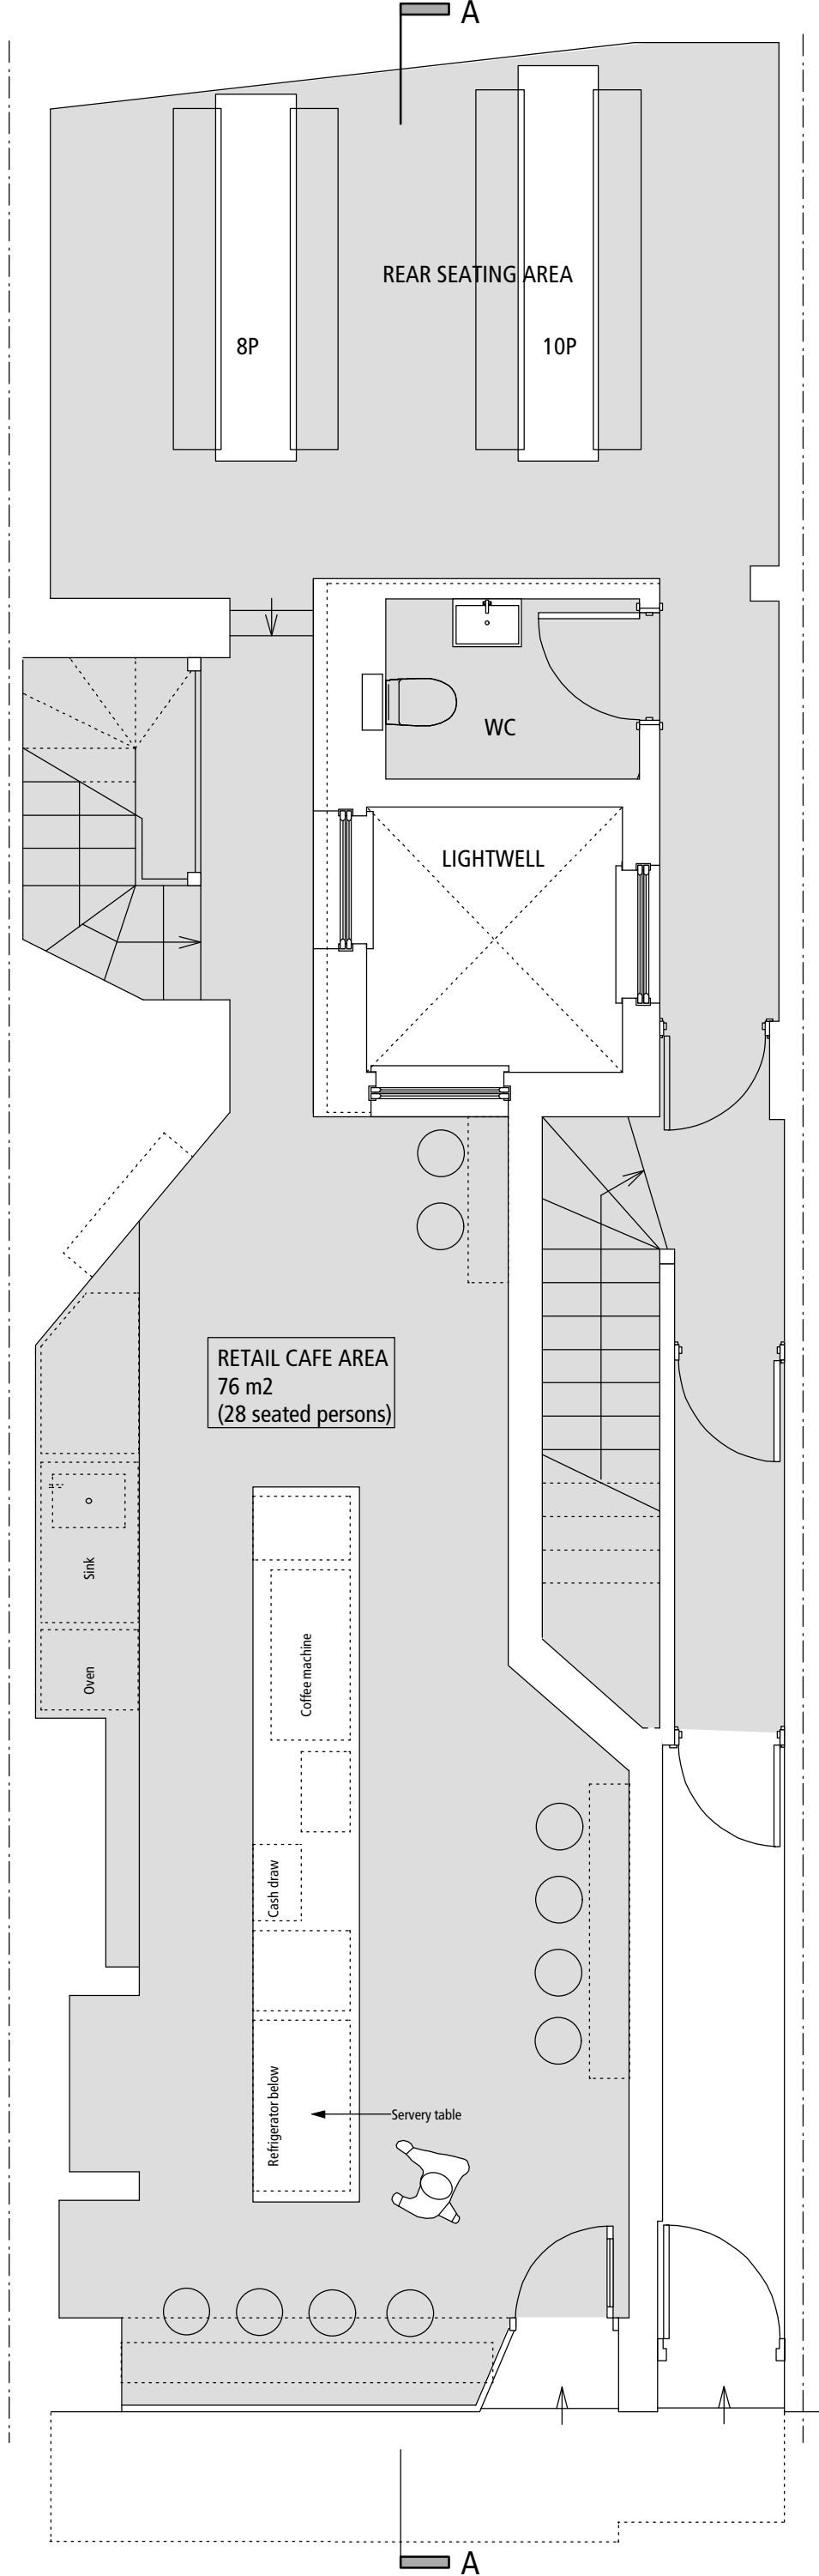 A
REAR SEATING AREA
8P
10P
WC
LIGHTWELL
RETAIL CAFE AREA
76 m2
(28 seated persons)
Sink
Oven
Coffee machine
Cash draw
Refrigerator below
Servery table
A